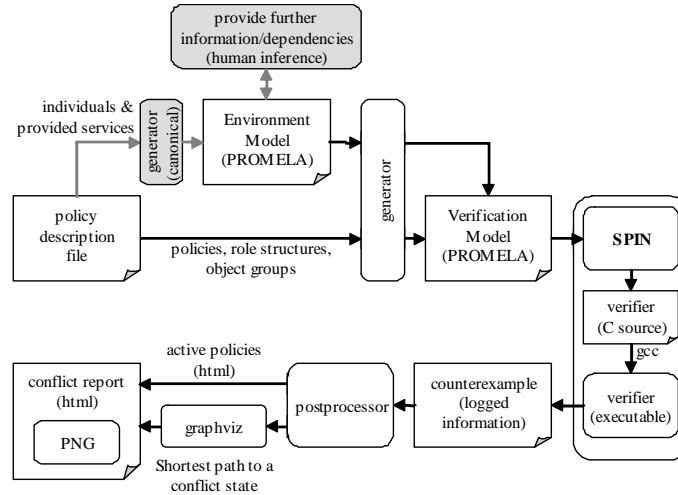 provide further
information/dependencies
(human inference)
individuals &
provided services
generator
(canonical)
Environment
Model
(PROMELA)
generator
policy
description
file
policies, role structures,
object groups
Verification
Model
(PROMELA)
SPIN
verifier
(C source)
gcc
verifier
(executable)
counterexample
(logged
information)
postprocessor
active policies
(html)
graphviz
Shortest path to a
conflict state
conflict report
(html)
PNG